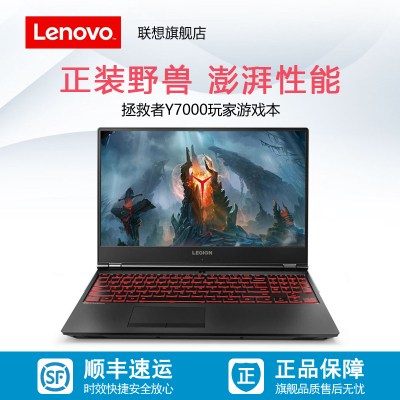 Lenovo 联想旗舰店
正装野兽 澎湃性能
拯救者Y7000玩家游戏本
LEGION
SF 顺丰速运
时效快捷安全放心
正 正品保障
旗舰品质售后无忧